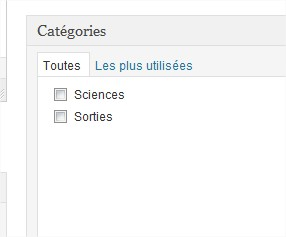 Catégories
Toutes Les plus utilisées
Sciences
Sorties